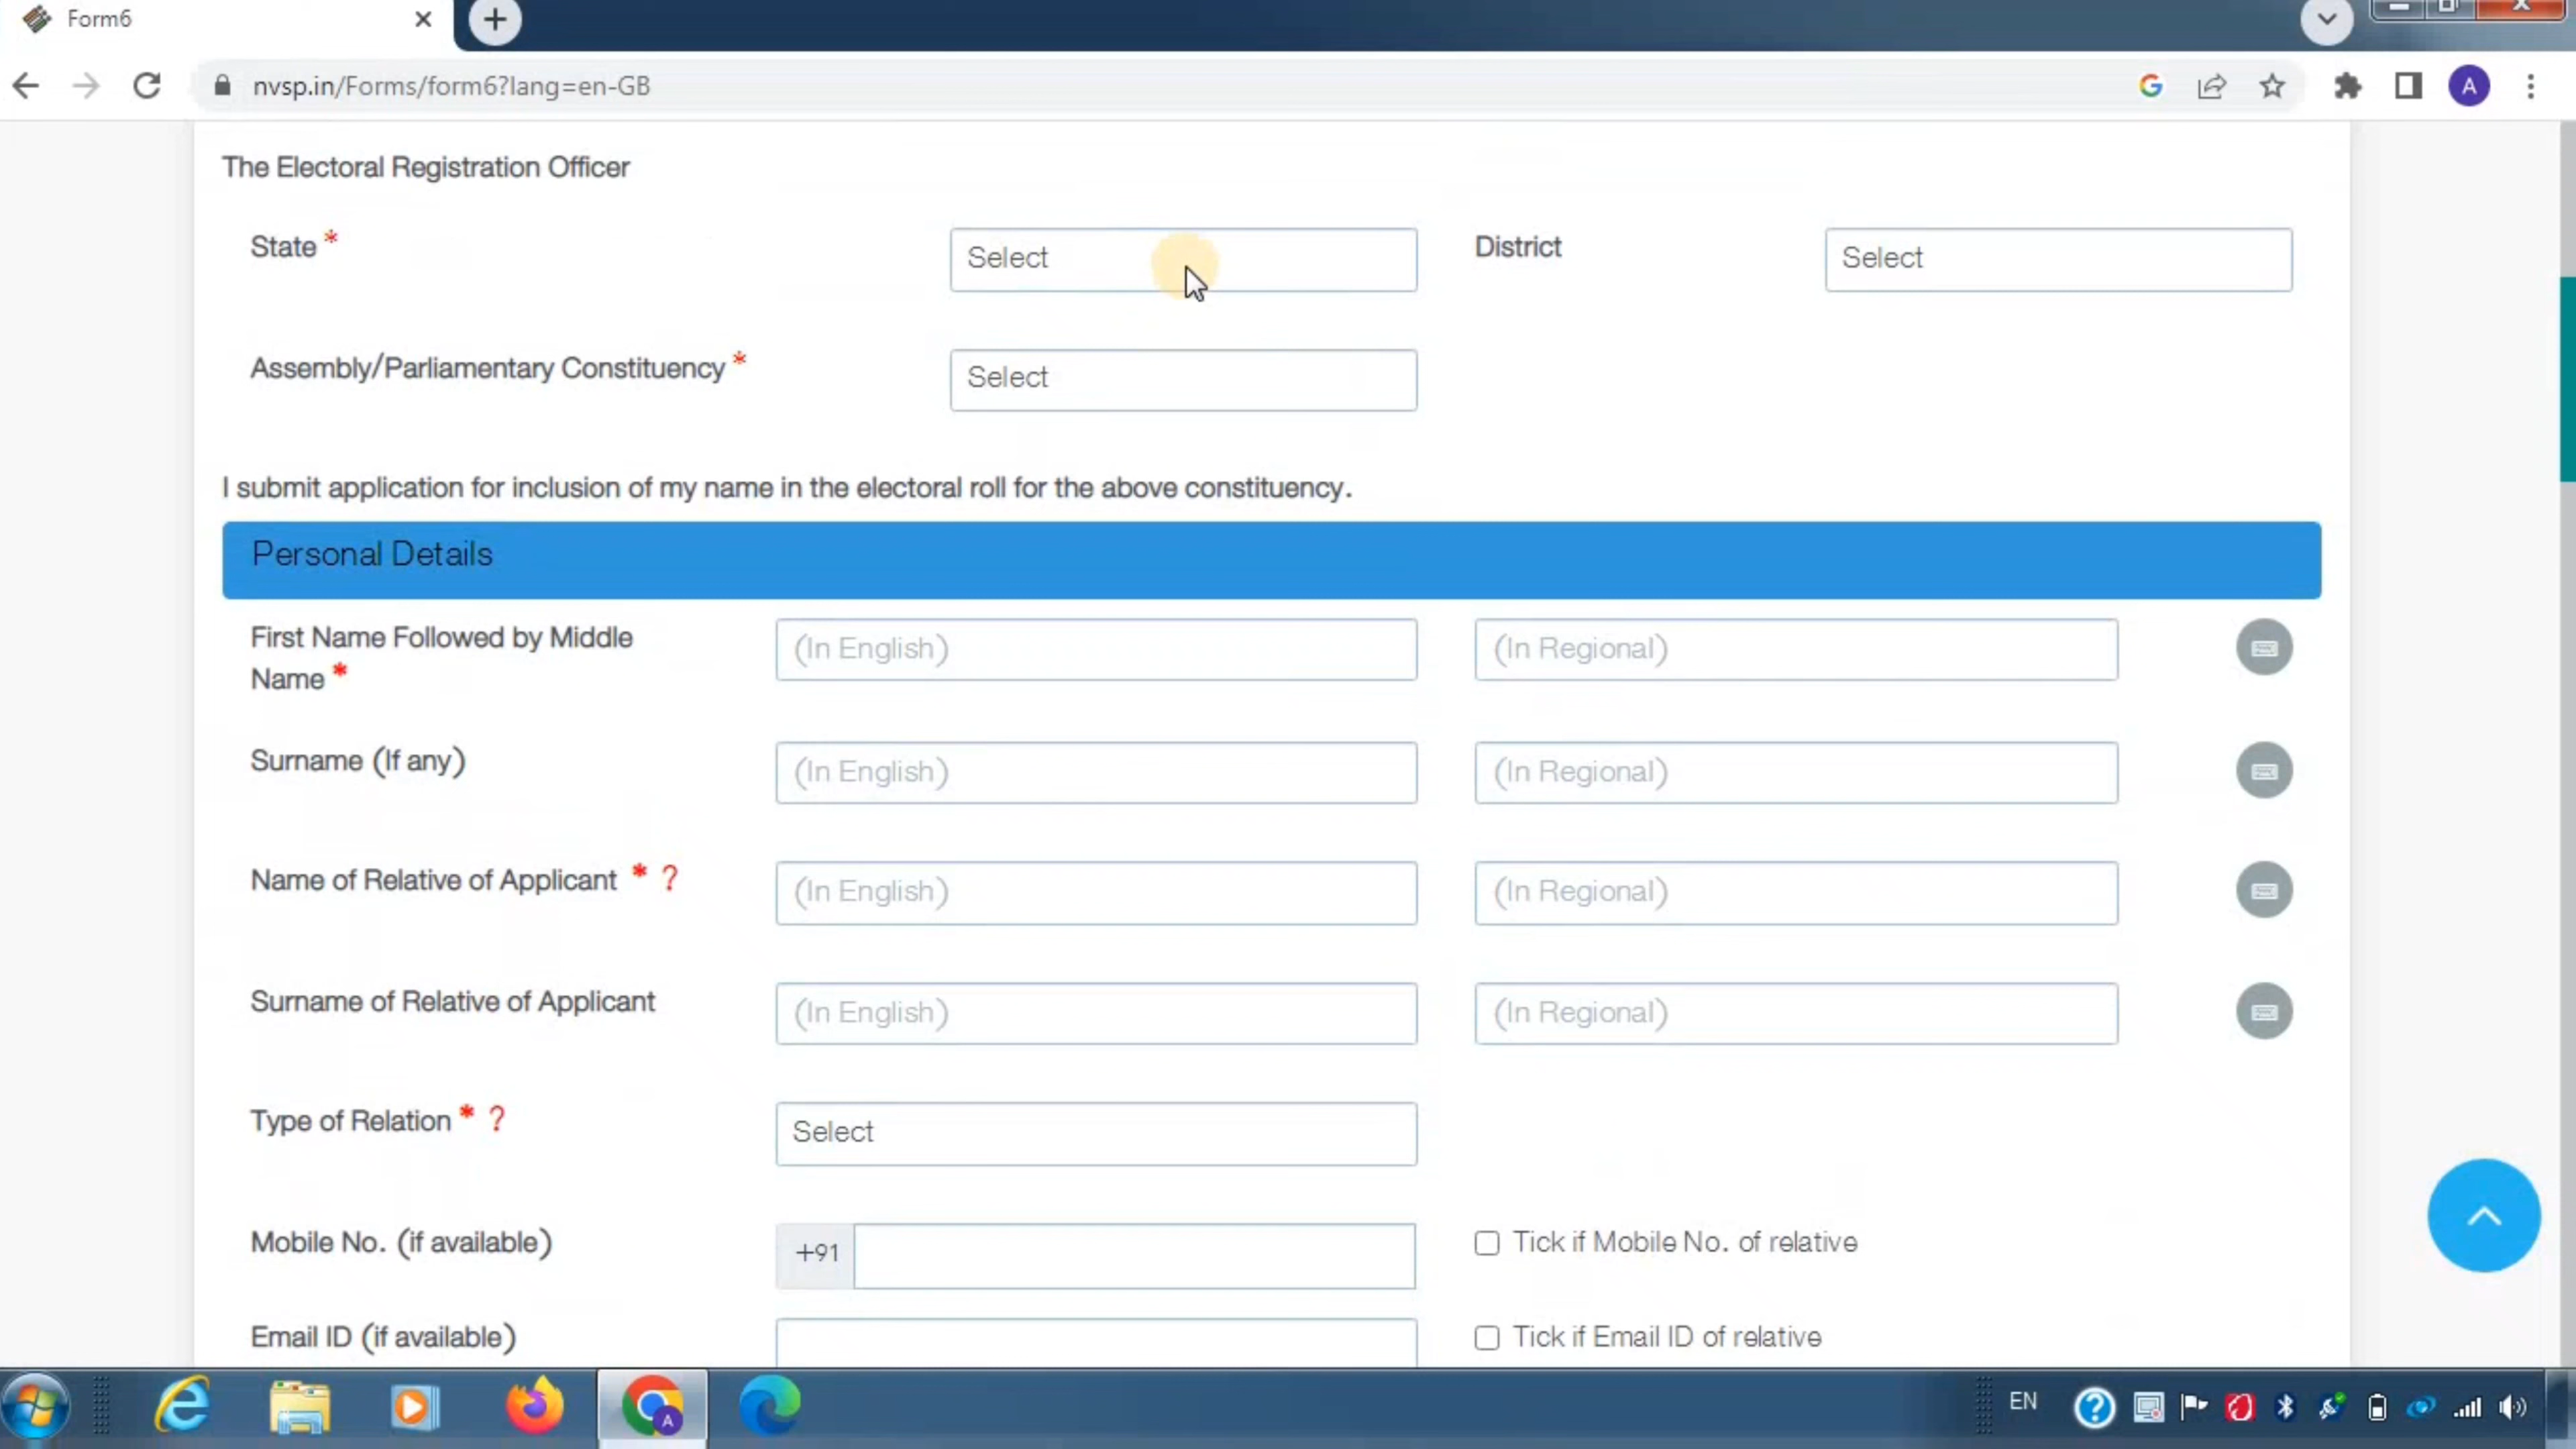 Form6
nvsp.in/Forms/form6?lang=en-GB
A
The Electoral Registration Officer
State * Select District Select
Assembly/Parliamentary Constituency * Select
I submit application for inclusion of my name in the electoral roll for the above constituency.
Personal Details
First Name Followed by Middle
Name * (In English) (In Regional)
Surname (If any) (In English) (In Regional)
Name of Relative of Applicant * ? (In English) (In Regional)
Surname of Relative of Applicant (In English) (In Regional)
Type of Relation * ? Select
Mobile No. (if available) +91 Tick if Mobile No. of relative
Email ID (if available) Tick if Email ID of relative
A EN